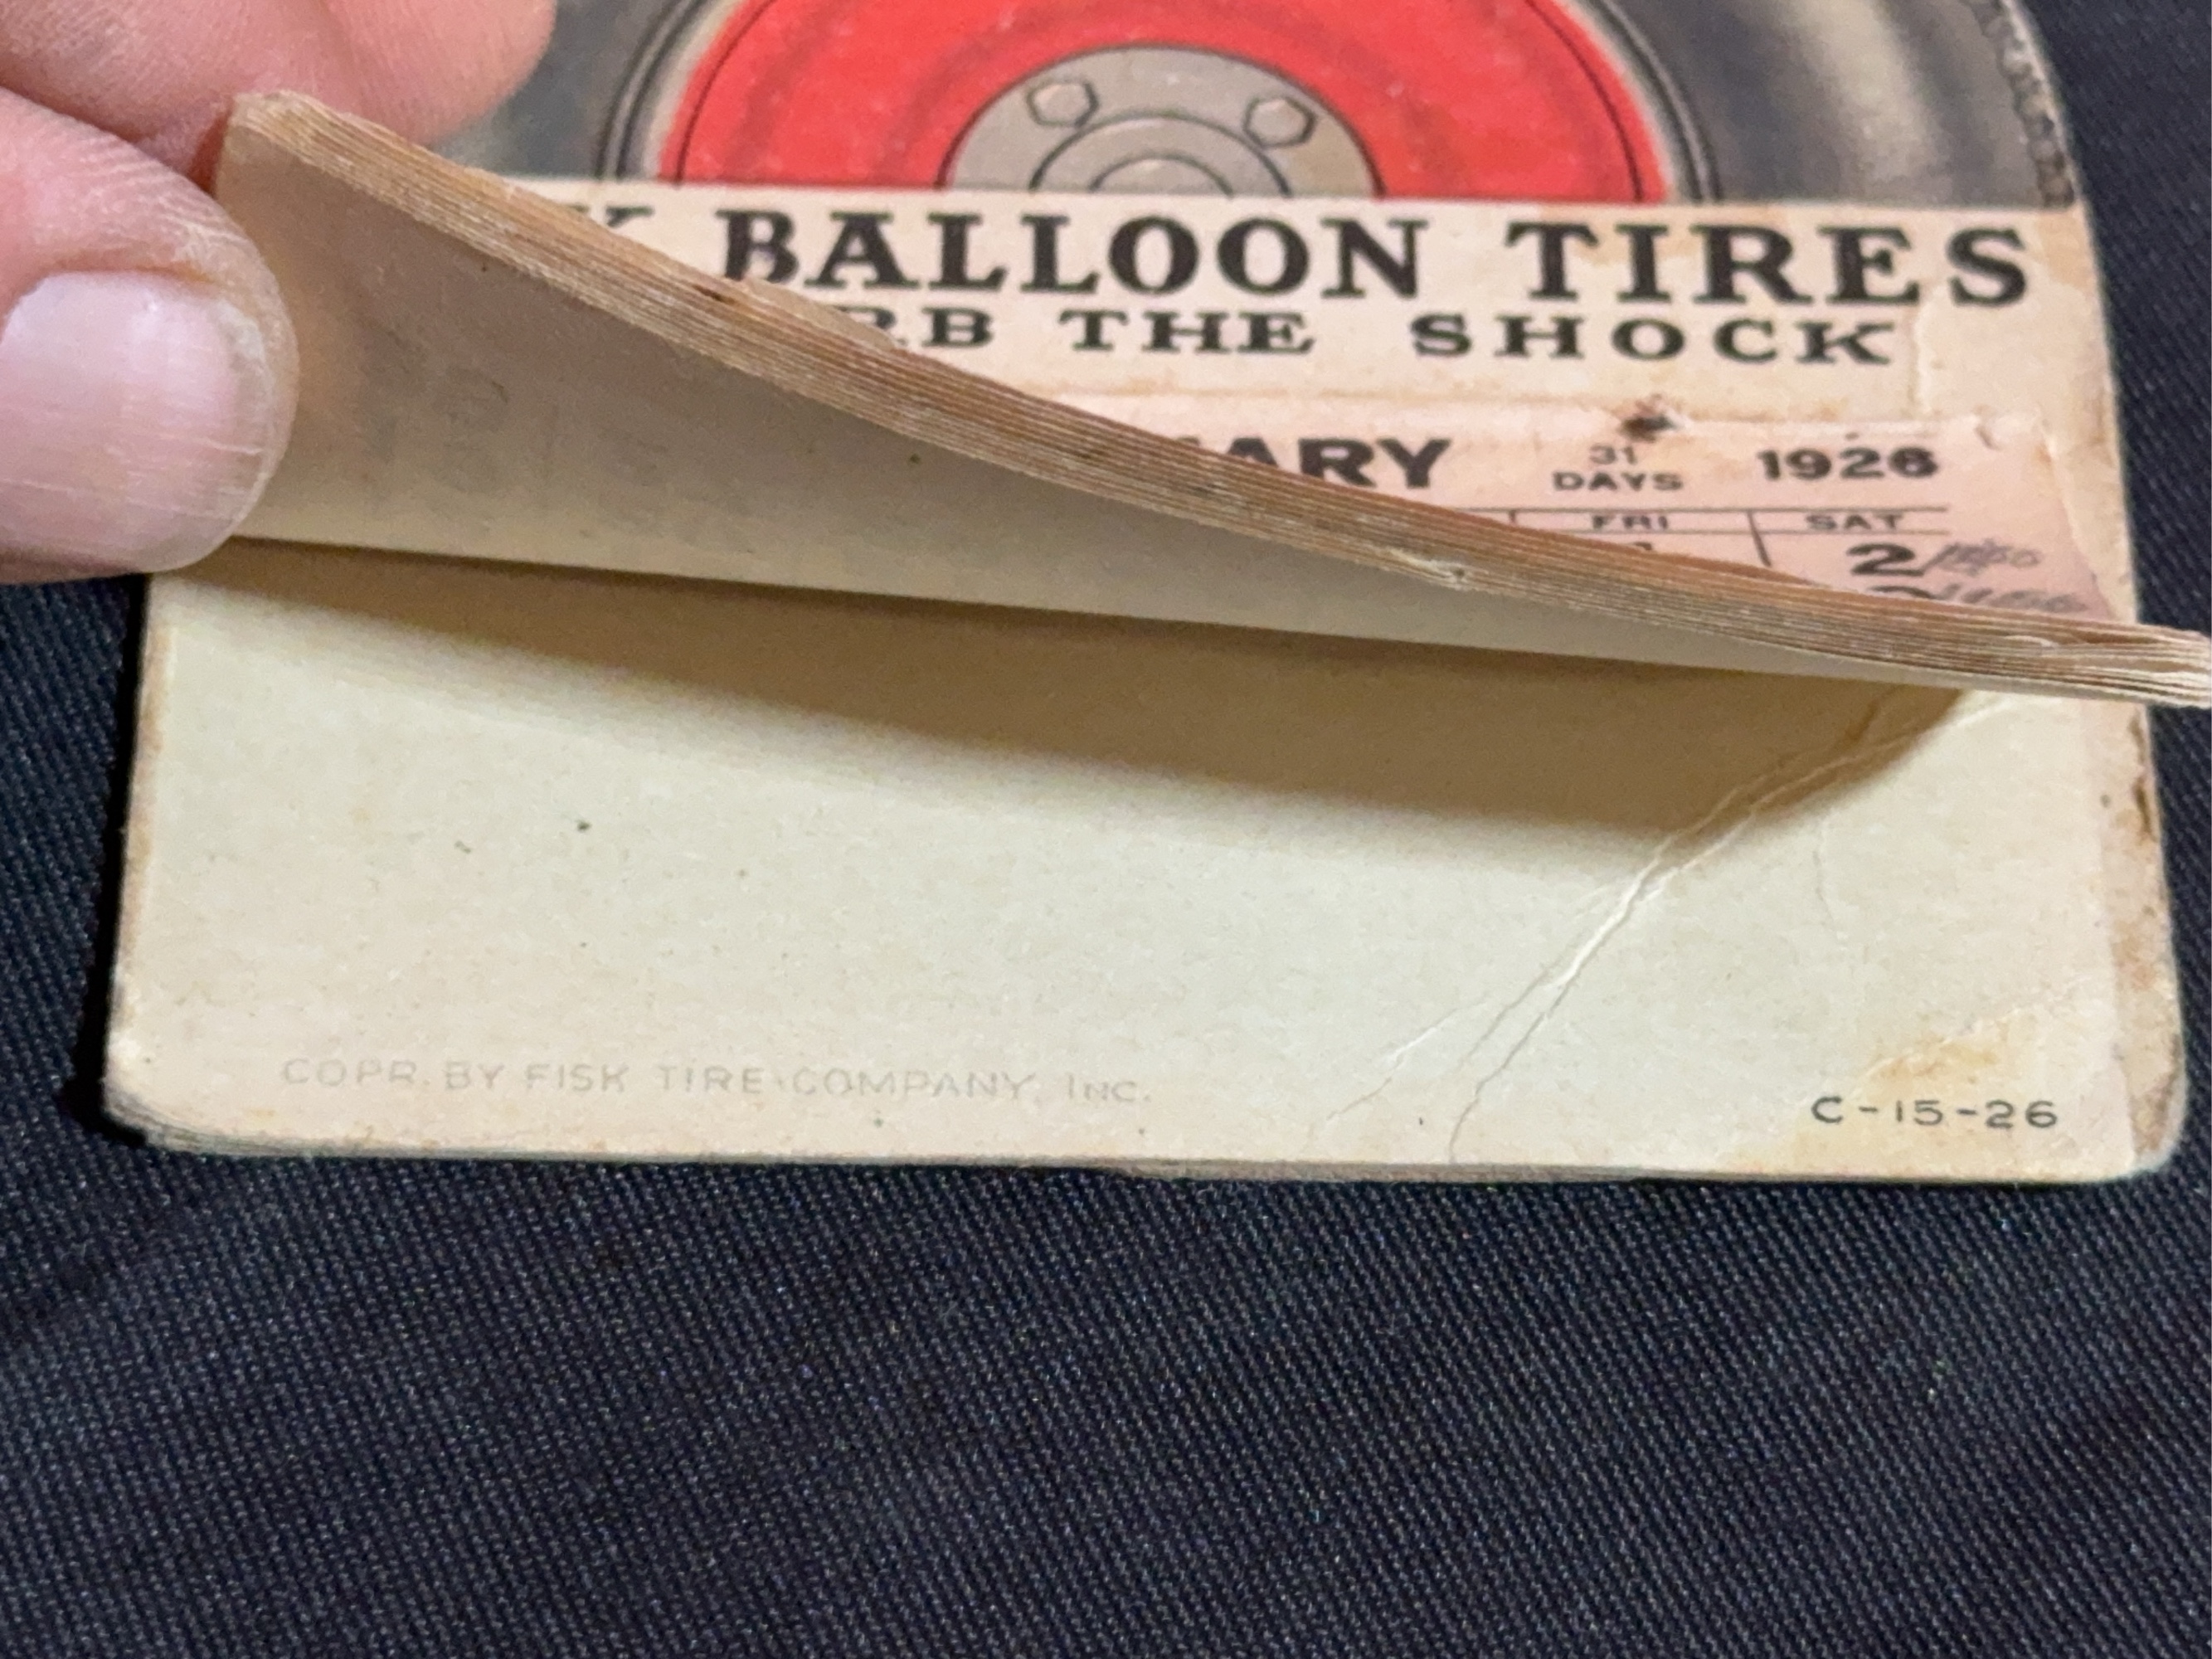 BALLOON TIRES
THE SHOCK
ARY 31 DAYS 1926
FRI SAT
2
COPR. BY FISK TIRE COMPANY, INC.
C-15-26